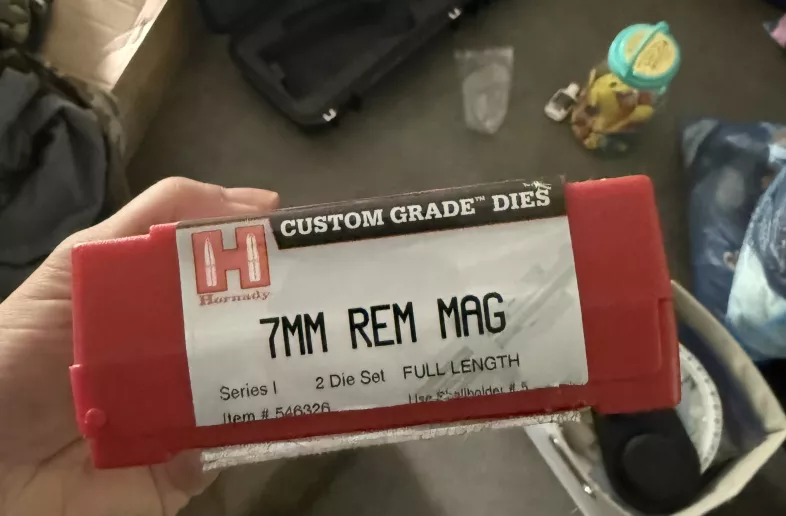 CUSTOM GRADE™ DIES
H
Hornady
7MM REM MAG
Series I 2 Die Set FULL LENGTH
Item # 546326 Use Shellholder # 5